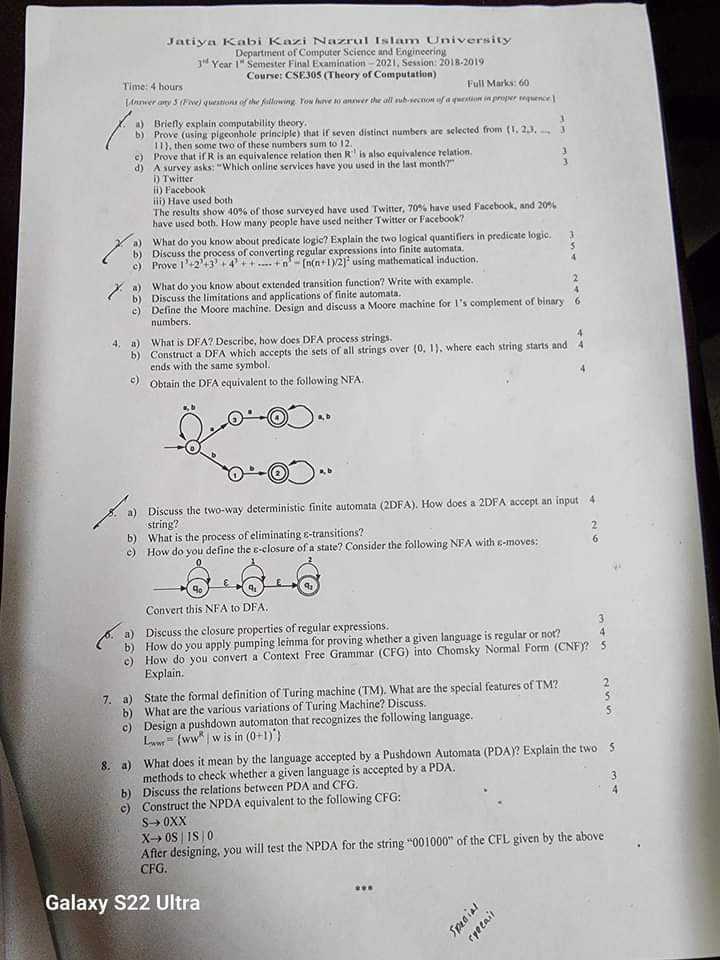 Jatiya Kabi Kazi Nazrul Islam University
Department of Computer Science and Engineering
3rd Year 1st Semester Final Examination – 2021, Session: 2018-2019
Course: CSE305 (Theory of Computation)
Time: 4 hours Full Marks: 60
[Answer any 5 (Five) questions of the following. You have to answer the all sub-section of a question in proper sequence.]
1. a) Briefly explain computability theory. 3
b) Prove (using pigeonhole principle) that if seven distinct numbers are selected from {1, 2,3, ..., 3
11}, then some two of these numbers sum to 12.
c) Prove that if R is an equivalence relation then R⁻¹ is also equivalence relation. 3
d) A survey asks: "Which online services have you used in the last month?" 3
i) Twitter
ii) Facebook
iii) Have used both
The results show 40% of those surveyed have used Twitter, 70% have used Facebook, and 20%
have used both. How many people have used neither Twitter or Facebook?
2. a) What do you know about predicate logic? Explain the two logical quantifiers in predicate logic. 3
b) Discuss the process of converting regular expressions into finite automata. 5
c) Prove 1³+2³+3³ + 4³ + + ---- + n³ = [n(n+1)/2]² using mathematical induction. 4
3. a) What do you know about extended transition function? Write with example. 2
b) Discuss the limitations and applications of finite automata. 4
c) Define the Moore machine. Design and discuss a Moore machine for 1's complement of binary 6
numbers.
4. a) What is DFA? Describe, how does DFA process strings. 4
b) Construct a DFA which accepts the sets of all strings over {0, 1}, where each string starts and 4
ends with the same symbol.
c) Obtain the DFA equivalent to the following NFA. 4
a, b
3 a 4 a, b
a
0
b
1 b 2 a, b
5. a) Discuss the two-way deterministic finite automata (2DFA). How does a 2DFA accept an input 4
string?
b) What is the process of eliminating ε-transitions? 2
c) How do you define the ε-closure of a state? Consider the following NFA with ε-moves: 6
0 1 2
q₀ ε q₁ ε q₂
Convert this NFA to DFA.
6. a) Discuss the closure properties of regular expressions. 3
b) How do you apply pumping lemma for proving whether a given language is regular or not? 4
c) How do you convert a Context Free Grammar (CFG) into Chomsky Normal Form (CNF)? 5
Explain.
7. a) State the formal definition of Turing machine (TM). What are the special features of TM? 2
b) What are the various variations of Turing Machine? Discuss. 5
c) Design a pushdown automaton that recognizes the following language. 5
Lwwr = {wwᴿ | w is in (0+1)*}
8. a) What does it mean by the language accepted by a Pushdown Automata (PDA)? Explain the two 5
methods to check whether a given language is accepted by a PDA.
b) Discuss the relations between PDA and CFG. 3
c) Construct the NPDA equivalent to the following CFG: 4
S→ 0XX
X→ 0S | 1S | 0
After designing, you will test the NPDA for the string "001000" of the CFL given by the above
CFG.
***
Special
Galaxy S22 Ultra